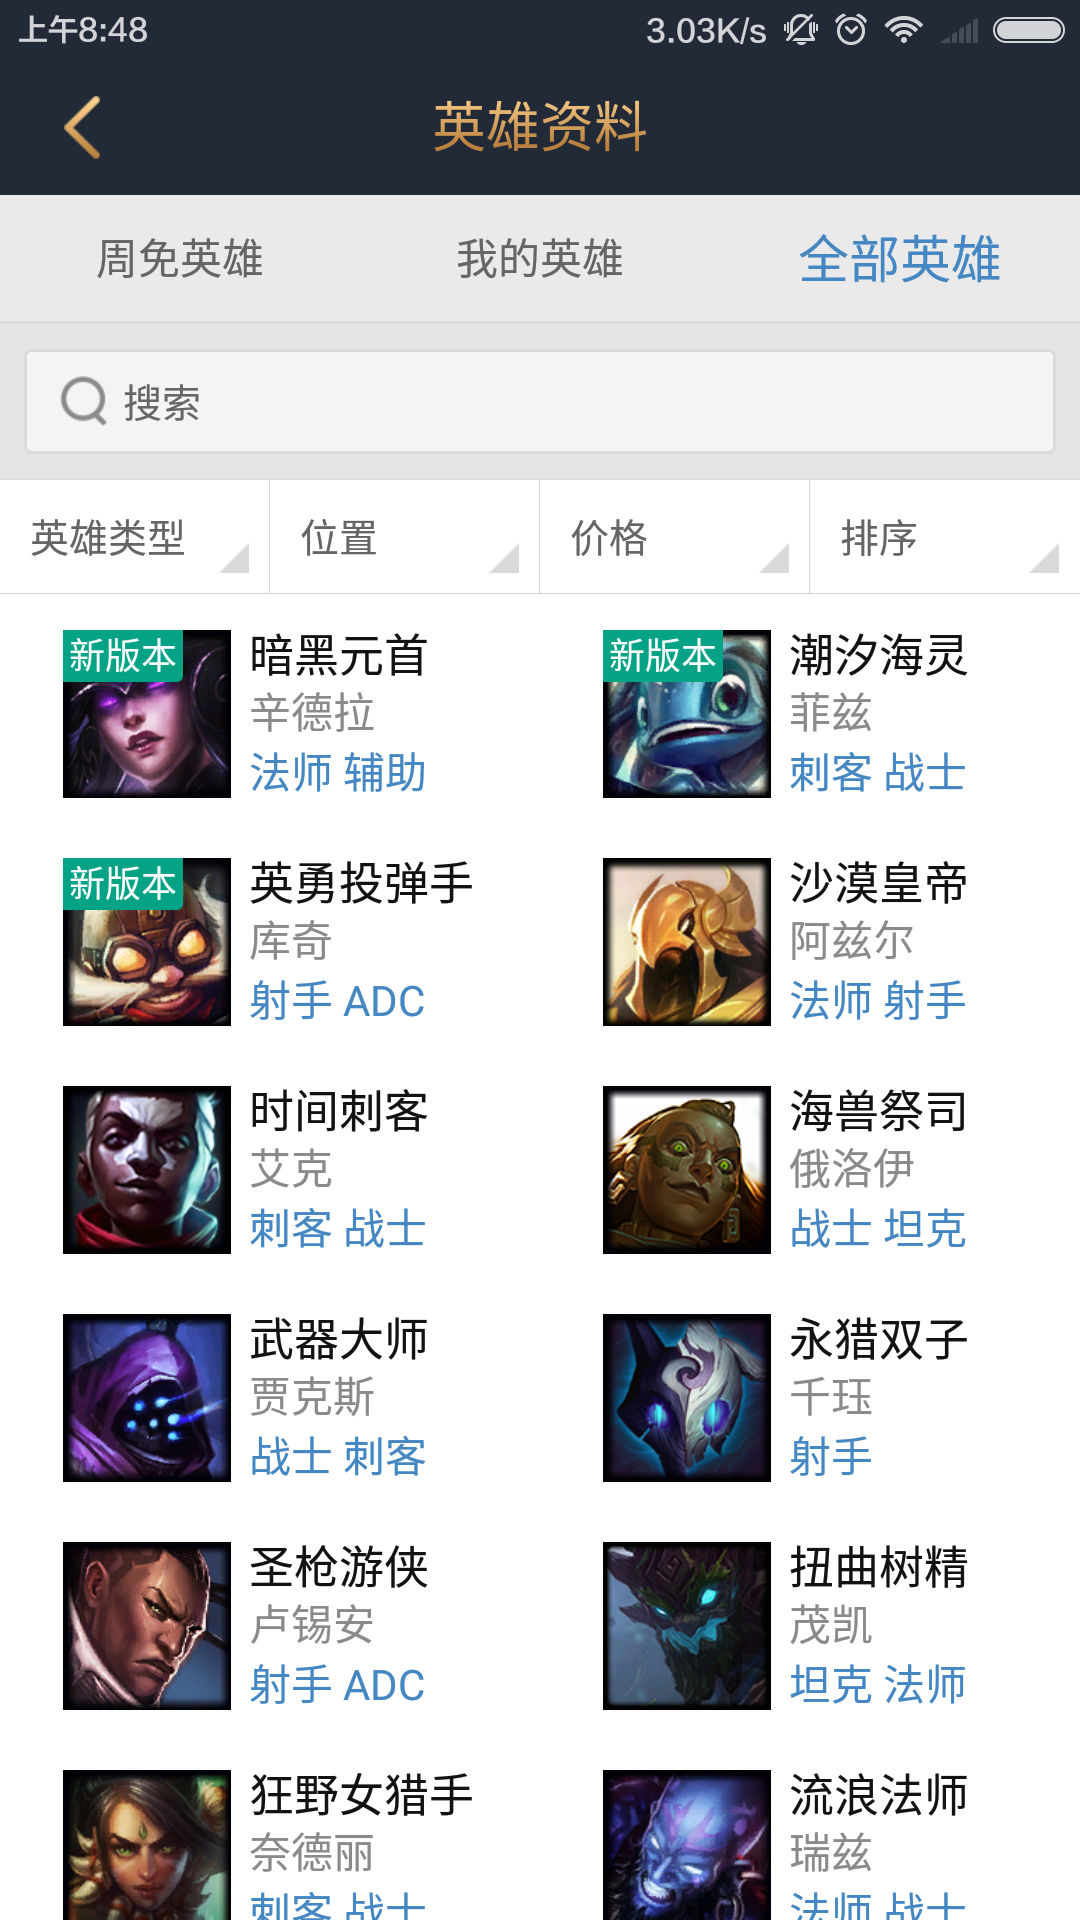 上午8:48 3.03K/s
英雄资料
周免英雄 我的英雄 全部英雄
搜索
英雄类型 位置 价格 排序
新版本 暗黑元首 新版本 潮汐海灵
辛德拉 菲兹
法师 辅助 刺客 战士
新版本 英勇投弹手 沙漠皇帝
库奇 阿兹尔
射手 ADC 法师 射手
时间刺客 海兽祭司
艾克 俄洛伊
刺客 战士 战士 坦克
武器大师 永猎双子
贾克斯 千珏
战士 刺客 射手
圣枪游侠 扭曲树精
卢锡安 茂凯
射手 ADC 坦克 法师
狂野女猎手 流浪法师
奈德丽 瑞兹
刺客 战士 法师 战士